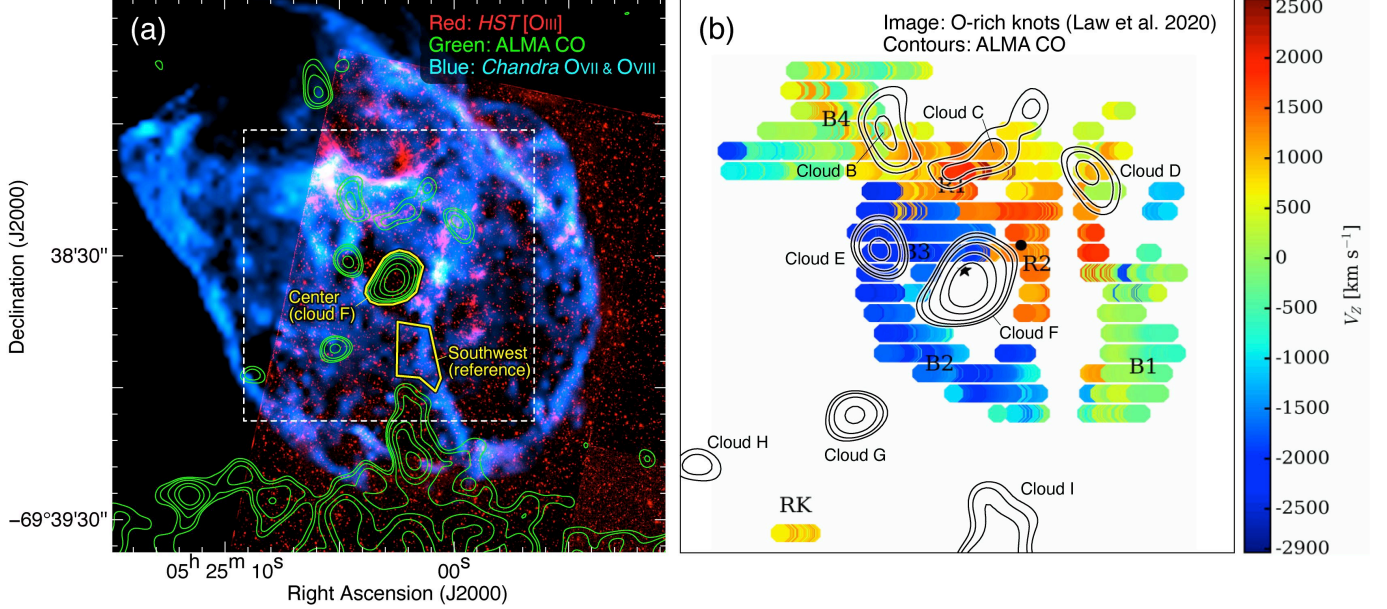 (a)
Red: HST [OIII]
Green: ALMA CO
Blue: Chandra OVII & OVIII
Center
(cloud F)
Southwest
(reference)
Declination (J2000)
38'30"
−69°39'30"
05h 25m 10s
00s
Right Ascension (J2000)
(b)
Image: O-rich knots (Law et al. 2020)
Contours: ALMA CO
B4
Cloud C
Cloud B
Cloud D
R1
Cloud E
B3
R2
Cloud F
B2
B1
Cloud G
Cloud H
Cloud I
RK
2500
2000
1500
1000
500
0
-500
-1000
-1500
-2000
-2500
-2900
VZ [km s−1]